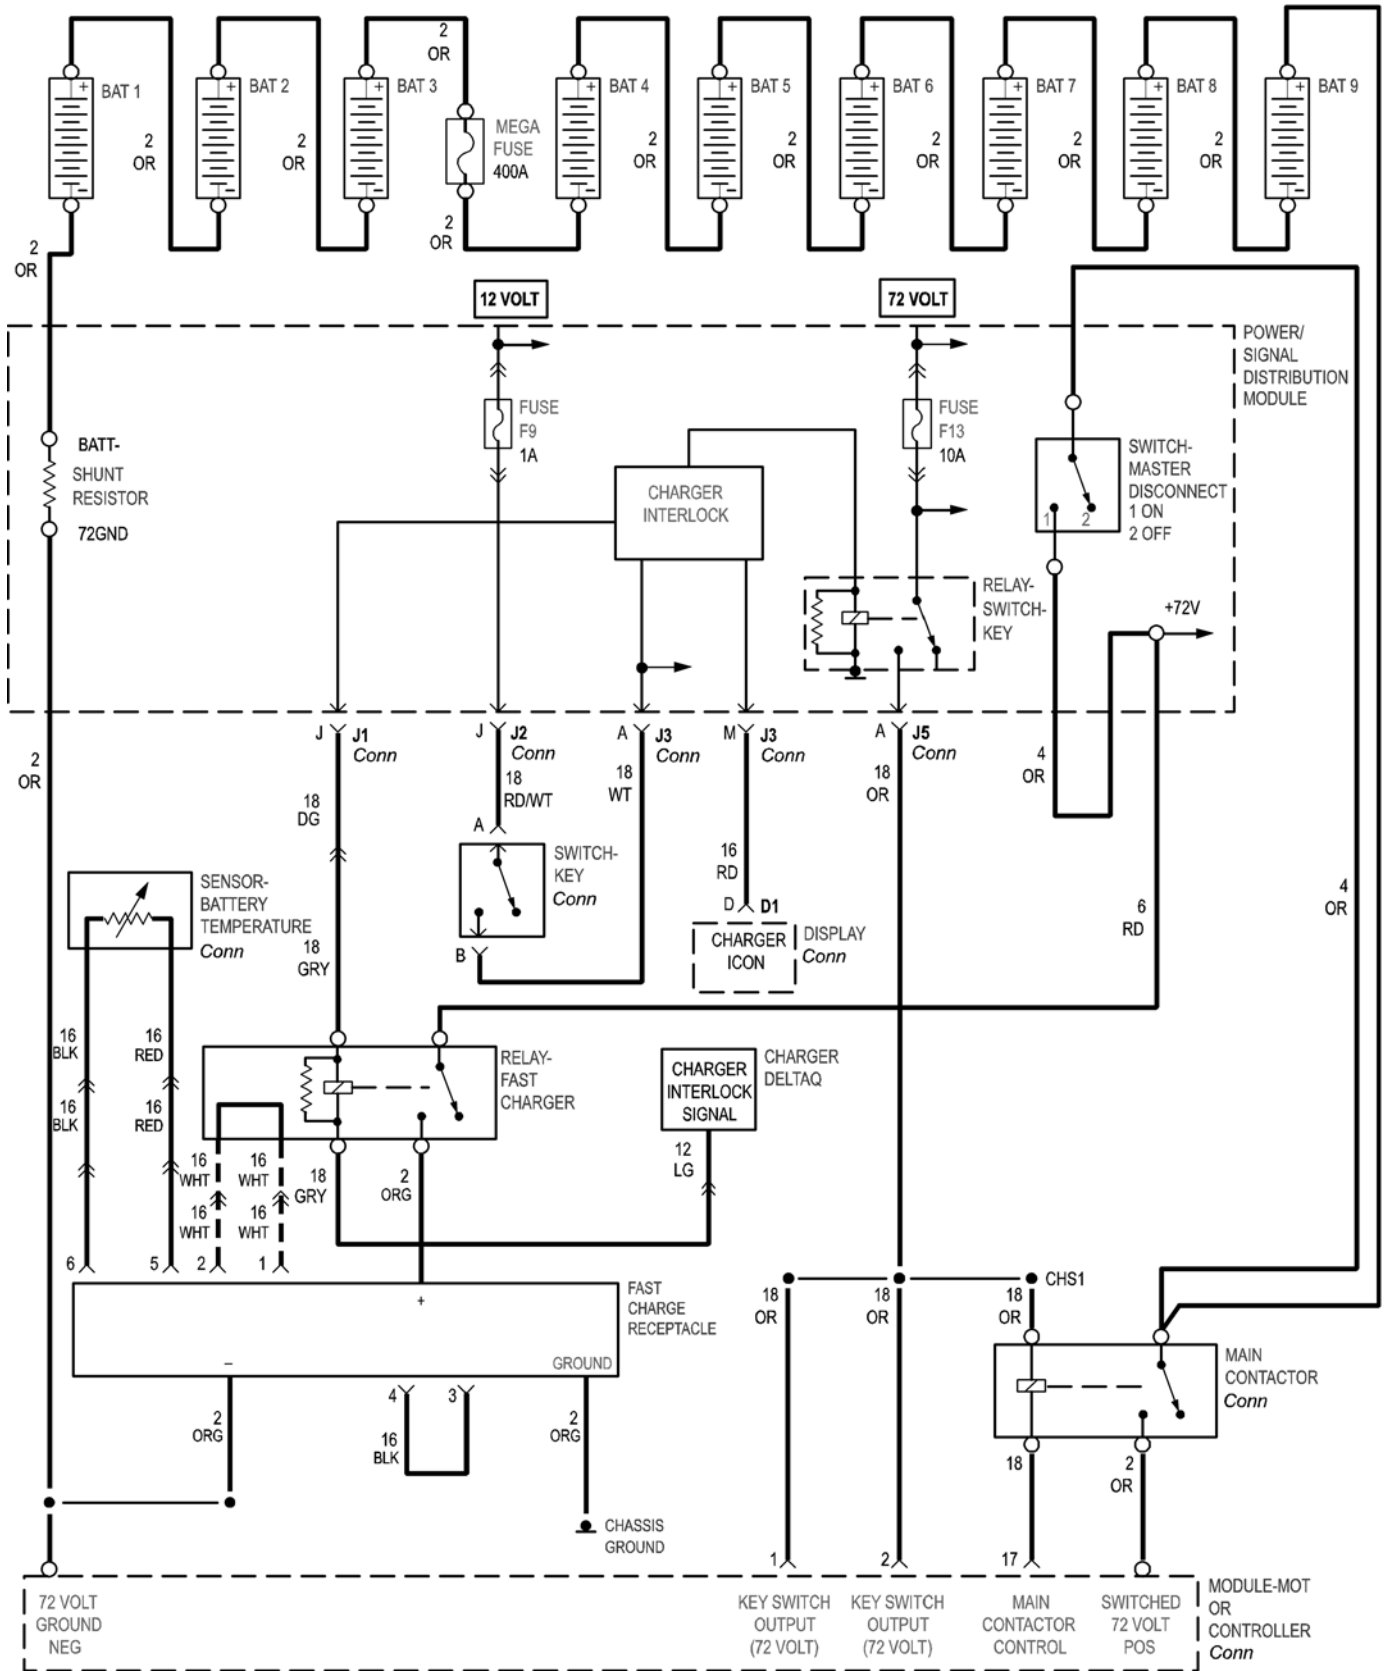 2
OR
BAT 1
+
-
2
OR
BAT 2
+
-
2
OR
BAT 3
+
-
2
OR
MEGA
FUSE
400A
2
OR
BAT 4
+
-
2
OR
BAT 5
+
-
2
OR
BAT 6
+
-
2
OR
BAT 7
+
-
2
OR
BAT 8
+
-
2
OR
BAT 9
+
-
12 VOLT
72 VOLT
POWER/
SIGNAL
DISTRIBUTION
MODULE
BATT-
SHUNT
RESISTOR
72GND
FUSE
F9
1A
CHARGER
INTERLOCK
FUSE
F13
10A
SWITCH-
MASTER
DISCONNECT
1 ON
2 OFF
1
2
RELAY-
SWITCH-
KEY
+72V
J
J1
Conn
J
J2
Conn
A
J3
Conn
M
J3
Conn
A
J5
Conn
2
OR
18
DG
18
RD/WT
18
WT
18
OR
4
OR
A
SWITCH-
KEY
Conn
B
16
RD
D
D1
CHARGER
ICON
DISPLAY
Conn
6
RD
4
OR
SENSOR-
BATTERY
TEMPERATURE
Conn
18
GRY
16
BLK
16
RED
16
BLK
16
RED
RELAY-
FAST
CHARGER
CHARGER
INTERLOCK
SIGNAL
CHARGER
DELTAQ
16
WHT
16
WHT
16
WHT
16
WHT
18
GRY
2
ORG
12
LG
6
5
2
1
+
–
GROUND
FAST
CHARGE
RECEPTACLE
CHS1
18
OR
18
OR
18
OR
MAIN
CONTACTOR
Conn
2
ORG
4
3
16
BLK
2
ORG
18
2
OR
CHASSIS
GROUND
1
2
17
72 VOLT
GROUND
NEG
KEY SWITCH
OUTPUT
(72 VOLT)
KEY SWITCH
OUTPUT
(72 VOLT)
MAIN
CONTACTOR
CONTROL
SWITCHED
72 VOLT
POS
MODULE-MOT
OR
CONTROLLER
Conn